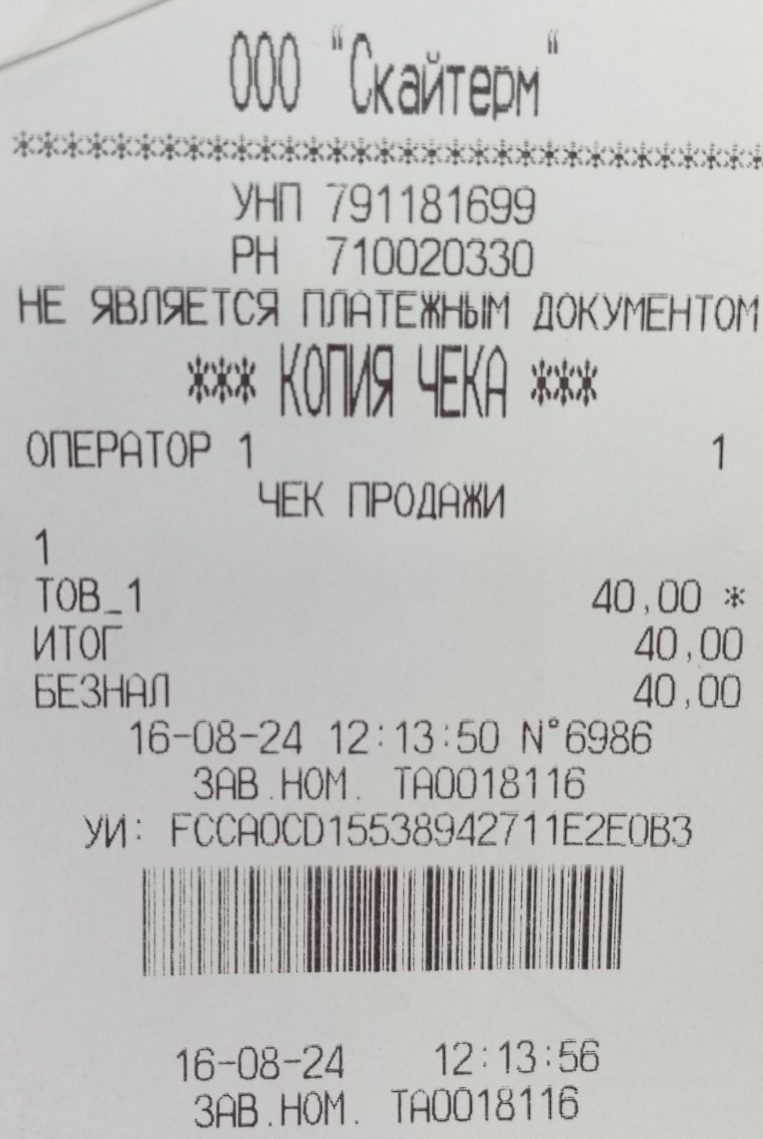 ООО "Скайтерм"
************************************
УНП 791181699
РН 710020330
НЕ ЯВЛЯЕТСЯ ПЛАТЕЖНЫМ ДОКУМЕНТОМ
*** КОПИЯ ЧЕКА ***
ОПЕРАТОР 1 1
ЧЕК ПРОДАЖИ
1
ТОВ_1 40,00 *
ИТОГ 40,00
БЕЗНАЛ 40,00
16-08-24 12:13:50 N°6986
ЗАВ.НОМ. ТА0018116
УИ: FCCA0CD15538942711E2E0B3
16-08-24 12:13:56
ЗАВ.НОМ. ТА0018116